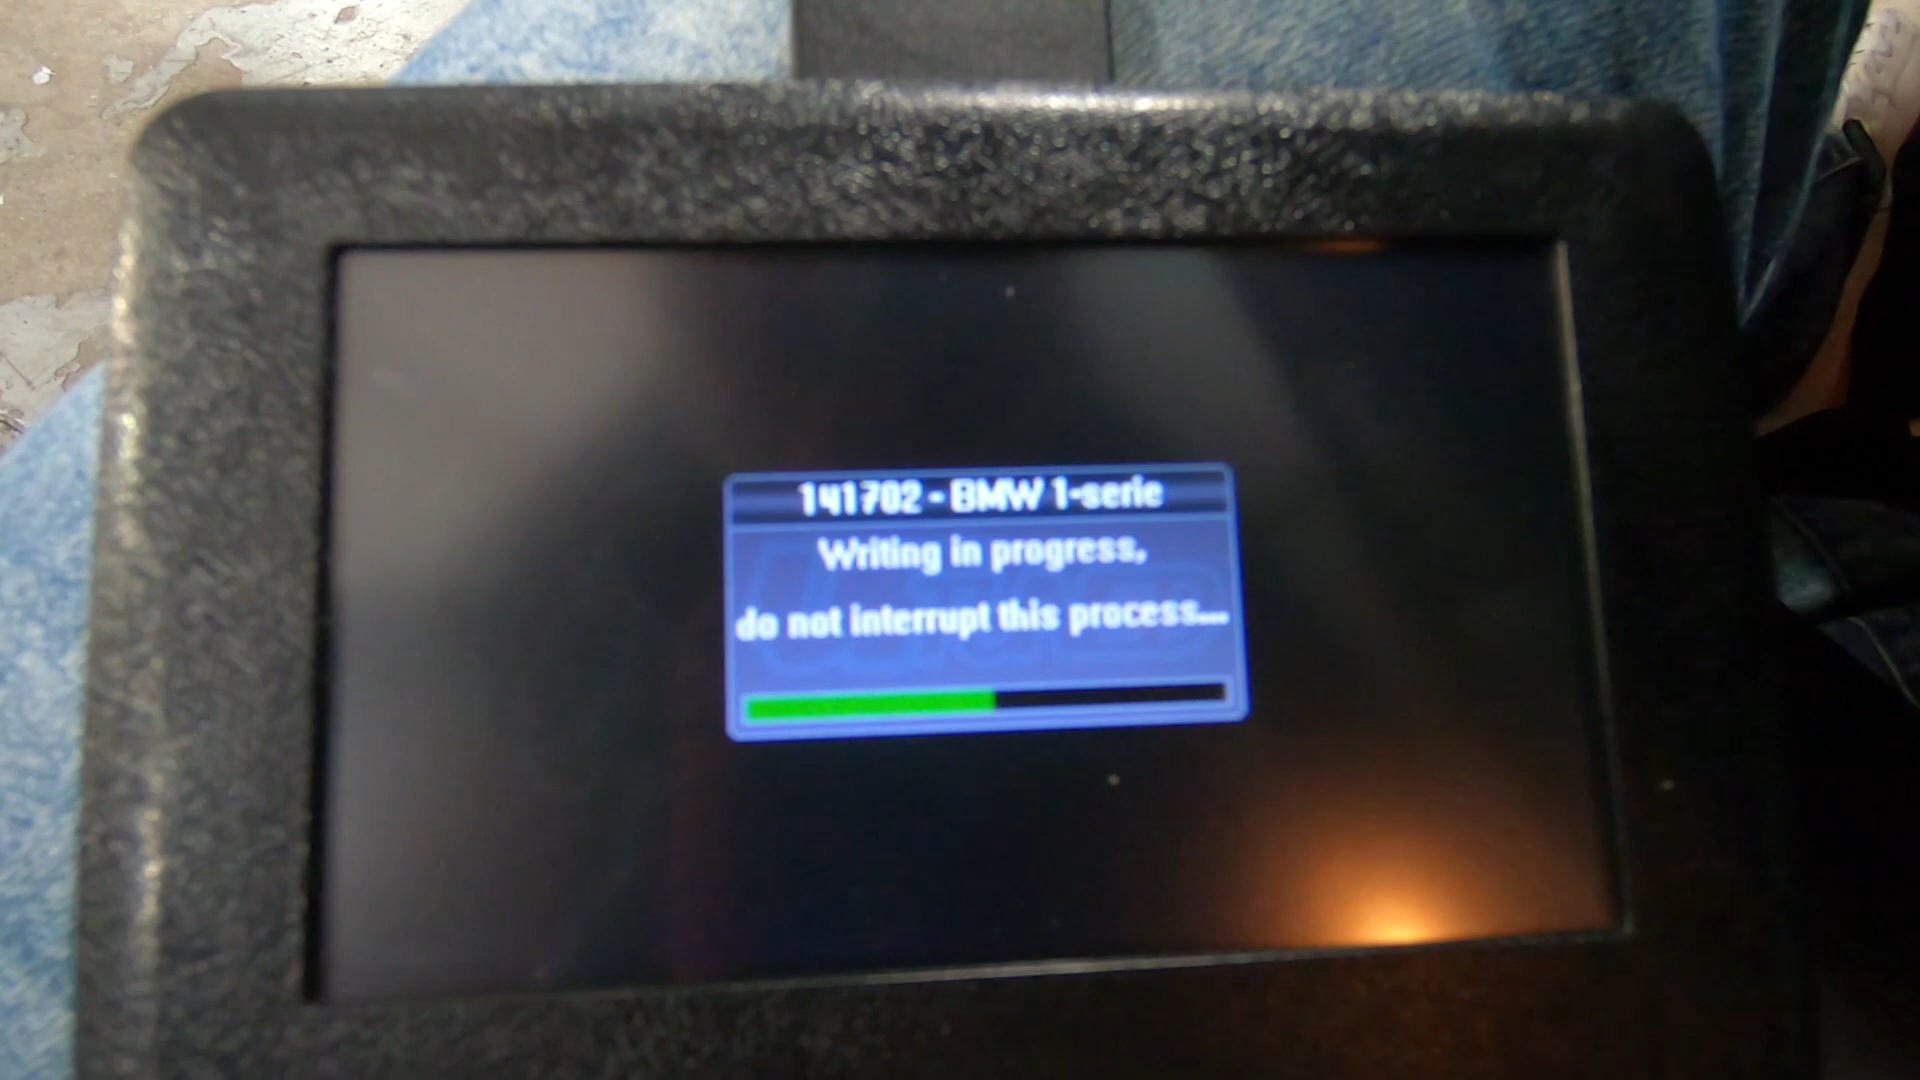 141702 - BMW 1-serie
Writing in progress,
do not interrupt this process...